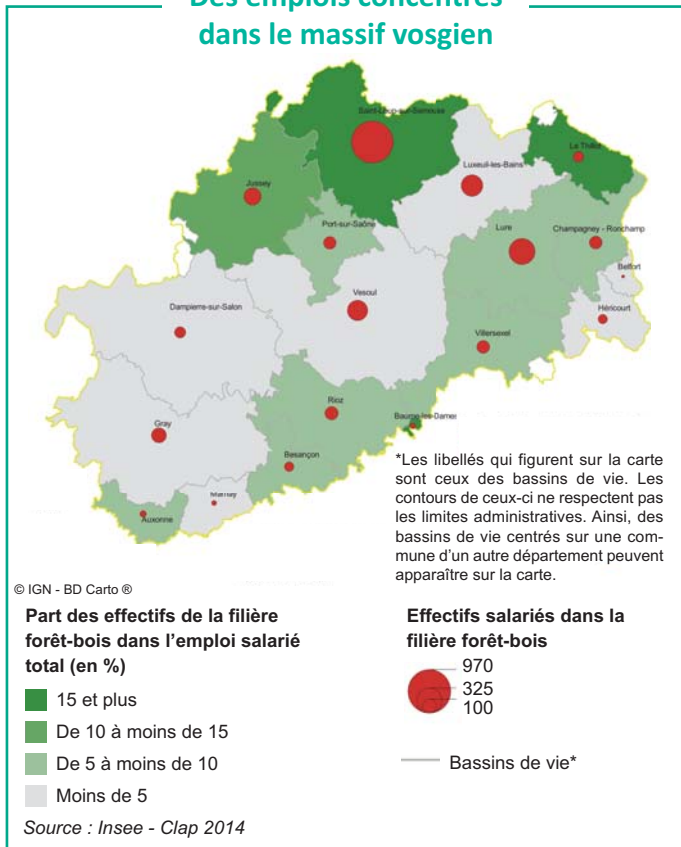 Des emplois concentrés
dans le massif vosgien
Saint-Loup-sur-Semouse
Le Thillot
Luxeuil-les-Bains
Jussey
Port-sur-Saône
Lure
Champagney - Ronchamp
Belfort
Vesoul
Dampierre-sur-Salon
Héricourt
Villersexel
Rioz
Baume-les-Dames
Gray
Besançon
Marnay
Auxonne
*Les libellés qui figurent sur la carte
sont ceux des bassins de vie. Les
contours de ceux-ci ne respectent pas
les limites administratives. Ainsi, des
bassins de vie centrés sur une com-
mune d'un autre département peuvent
apparaître sur la carte.
© IGN - BD Carto ®
Part des effectifs de la filière
forêt-bois dans l'emploi salarié
total (en %)
15 et plus
De 10 à moins de 15
De 5 à moins de 10
Moins de 5
Effectifs salariés dans la
filière forêt-bois
970
325
100
Bassins de vie*
Source : Insee - Clap 2014